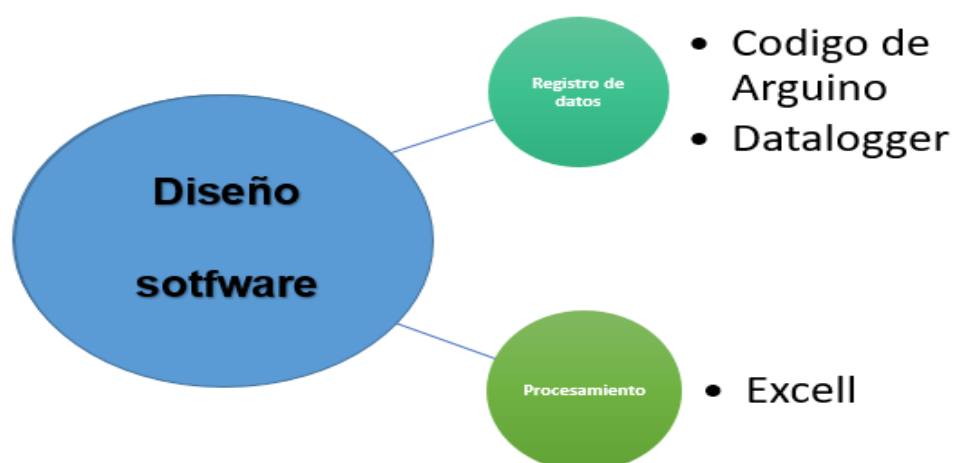 Diseño
sotfware
Registro de
datos
• Codigo de
Arguino
• Datalogger
Procesamiento
• Excell